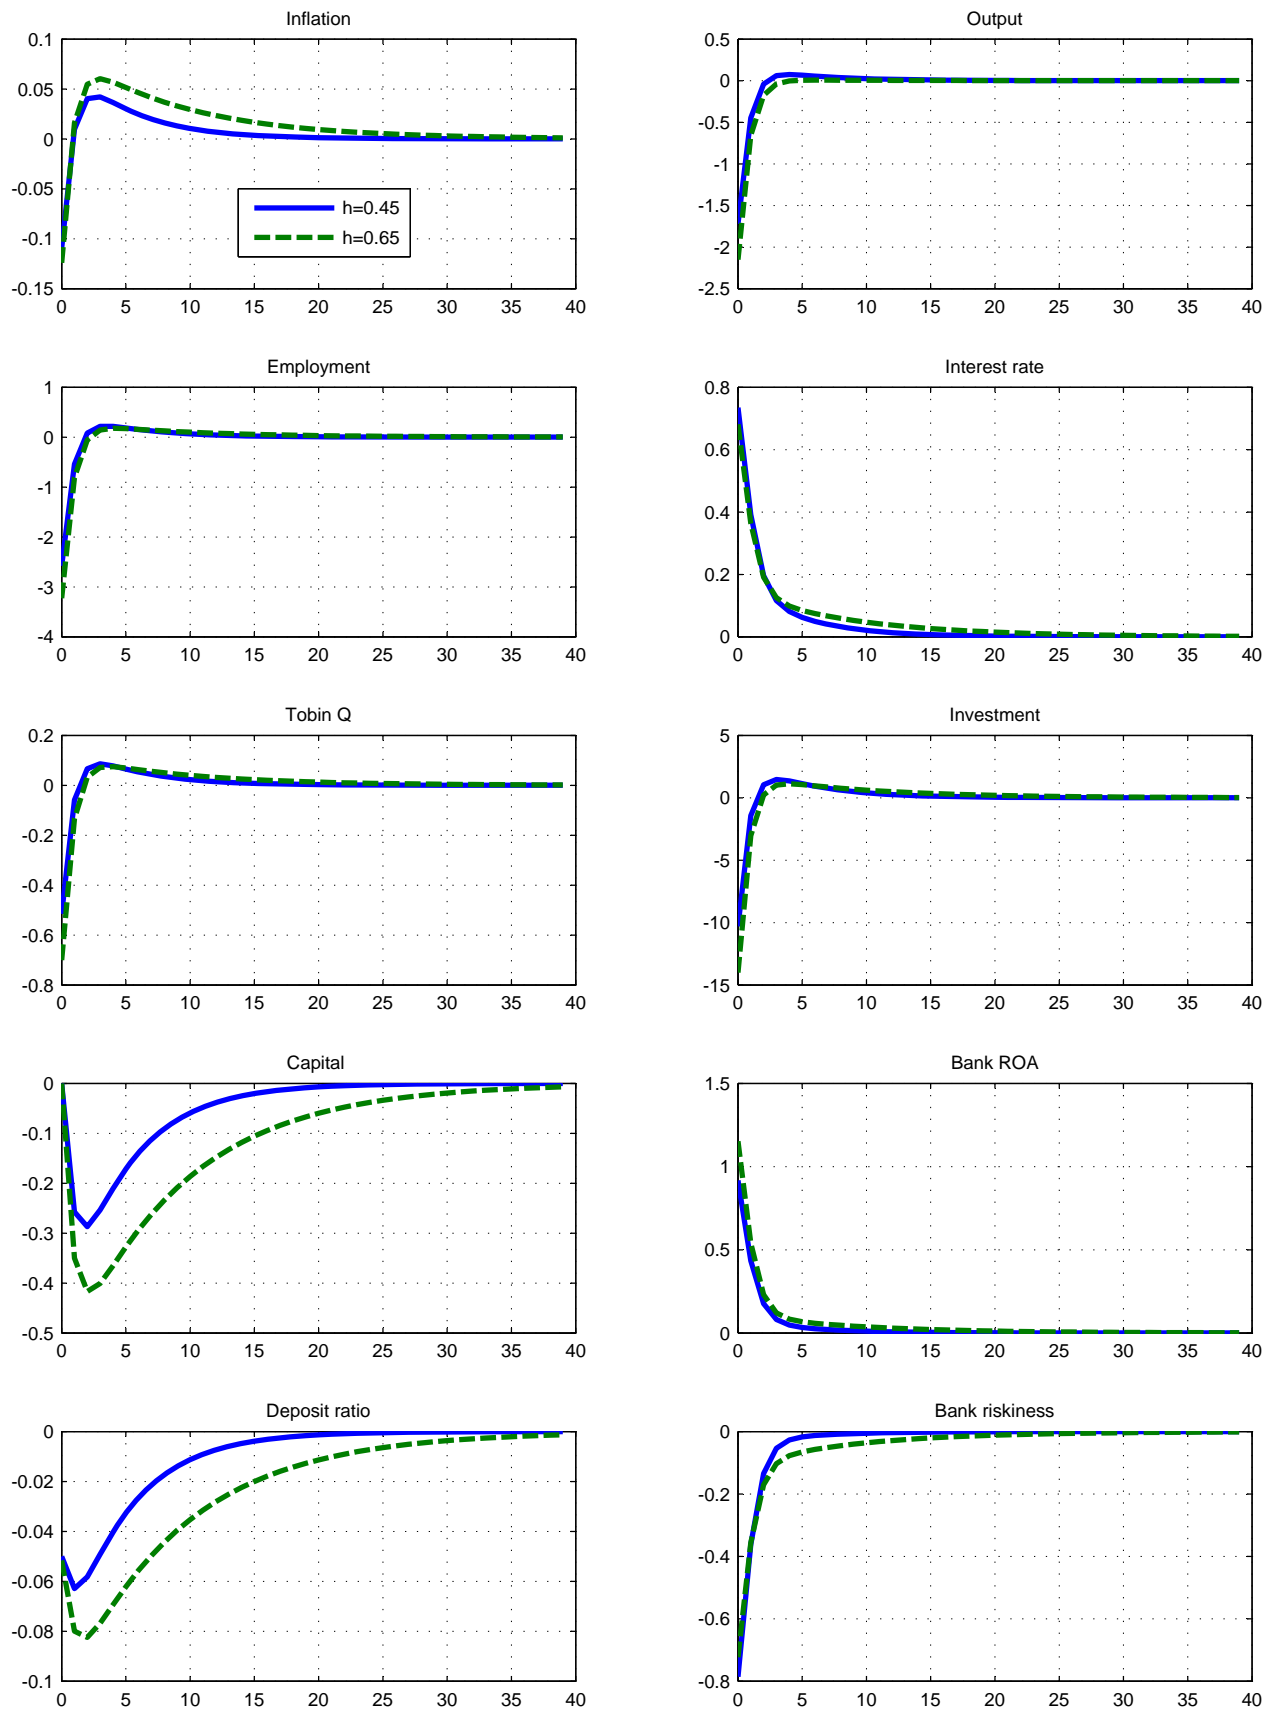 Inflation
0.1
0.05
0
-0.05
-0.1
-0.15
0 5 10 15 20 25 30 35 40
h=0.45
h=0.65
Output
0.5
0
-0.5
-1
-1.5
-2
-2.5
0 5 10 15 20 25 30 35 40
Employment
1
0
-1
-2
-3
-4
0 5 10 15 20 25 30 35 40
Interest rate
0.8
0.6
0.4
0.2
0
0 5 10 15 20 25 30 35 40
Tobin Q
0.2
0
-0.2
-0.4
-0.6
-0.8
0 5 10 15 20 25 30 35 40
Investment
5
0
-5
-10
-15
0 5 10 15 20 25 30 35 40
Capital
0
-0.1
-0.2
-0.3
-0.4
-0.5
0 5 10 15 20 25 30 35 40
Bank ROA
1.5
1
0.5
0
0 5 10 15 20 25 30 35 40
Deposit ratio
0
-0.02
-0.04
-0.06
-0.08
-0.1
0 5 10 15 20 25 30 35 40
Bank riskiness
0
-0.2
-0.4
-0.6
-0.8
0 5 10 15 20 25 30 35 40